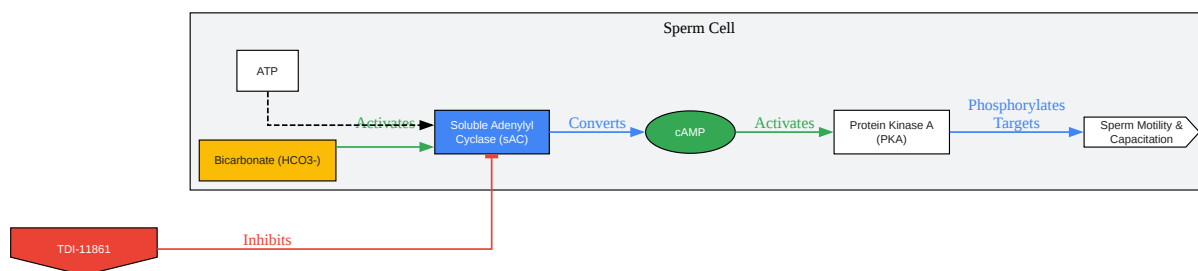 Sperm Cell
ATP
Activates
Soluble Adenylyl
Cyclase (sAC)
Converts
cAMP
Activates
Protein Kinase A
(PKA)
Phosphorylates
Targets
Sperm Motility &
Capacitation
Bicarbonate (HCO3-)
TDI-11861
Inhibits